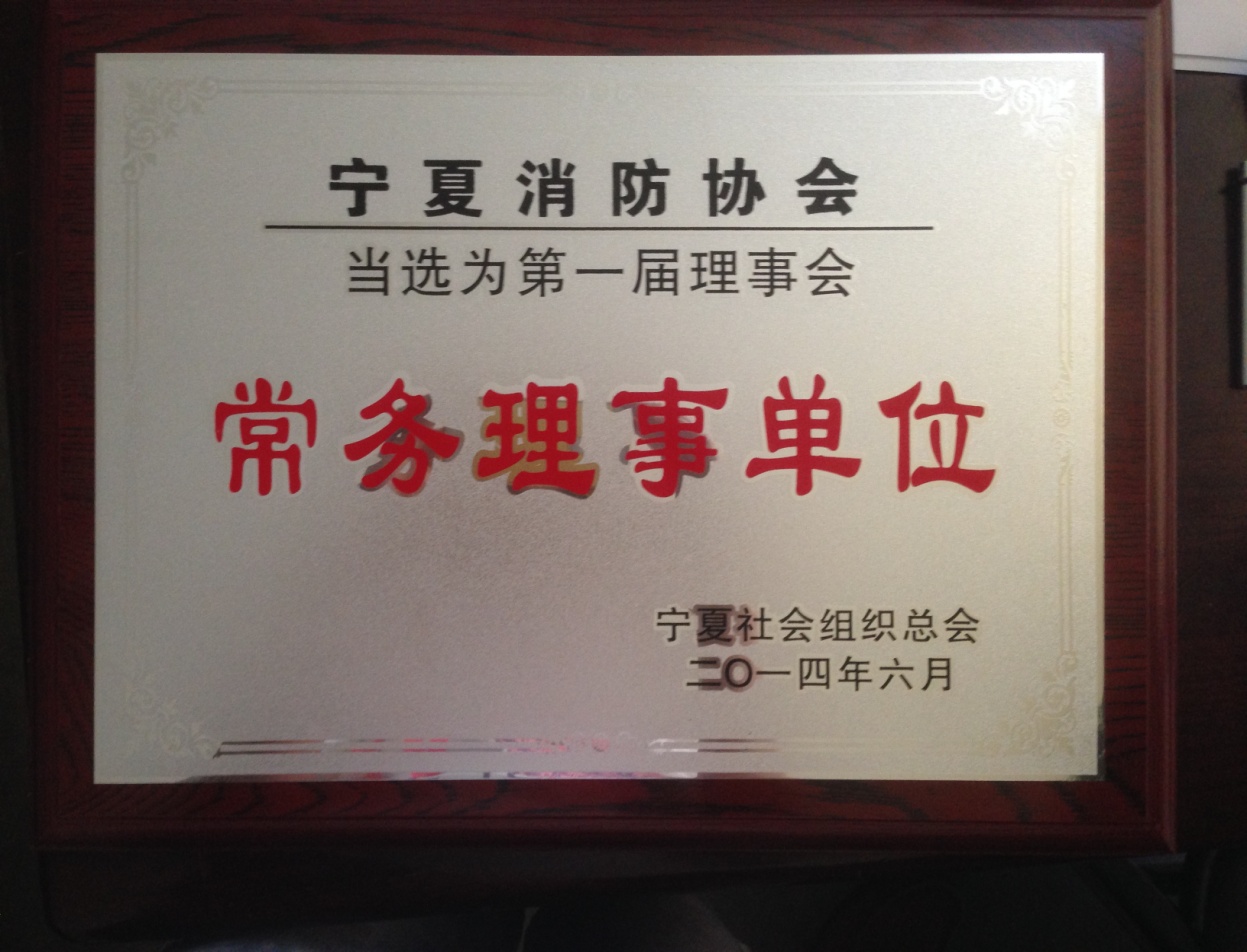 宁夏消防协会
当选为第一届理事会
常务理事单位
宁夏社会组织总会
二〇一四年六月